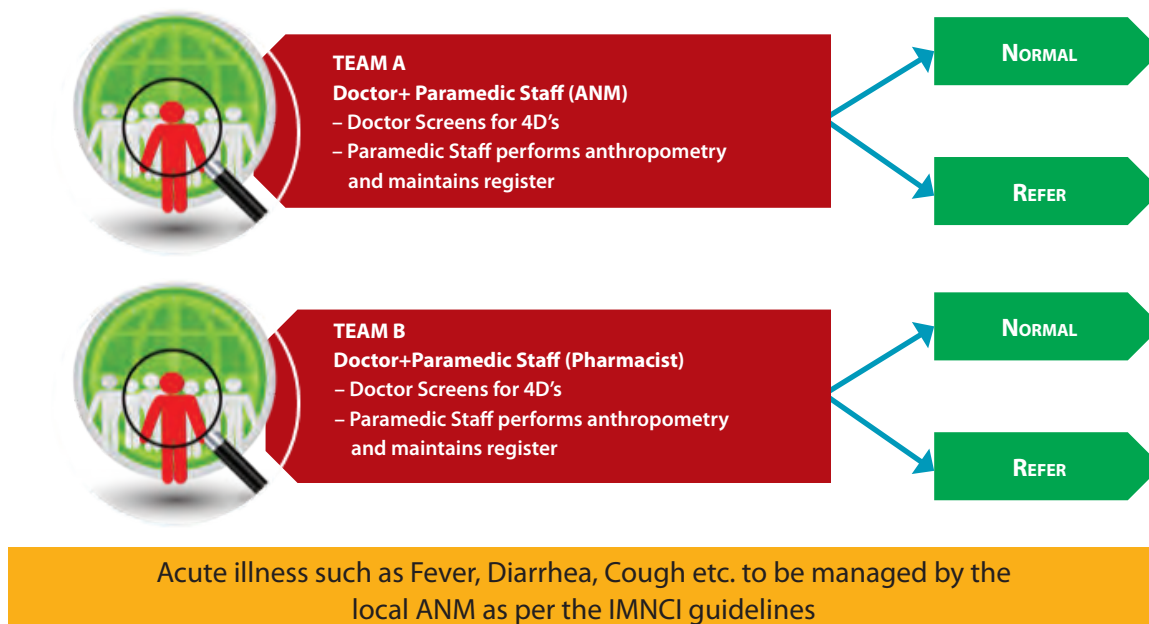 TEAM A
Doctor+ Paramedic Staff (ANM)
– Doctor Screens for 4D’s
– Paramedic Staff performs anthropometry
and maintains register
NORMAL
REFER
TEAM B
Doctor+Paramedic Staff (Pharmacist)
– Doctor Screens for 4D’s
– Paramedic Staff performs anthropometry
and maintains register
NORMAL
REFER
Acute illness such as Fever, Diarrhea, Cough etc. to be managed by the
local ANM as per the IMNCI guidelines